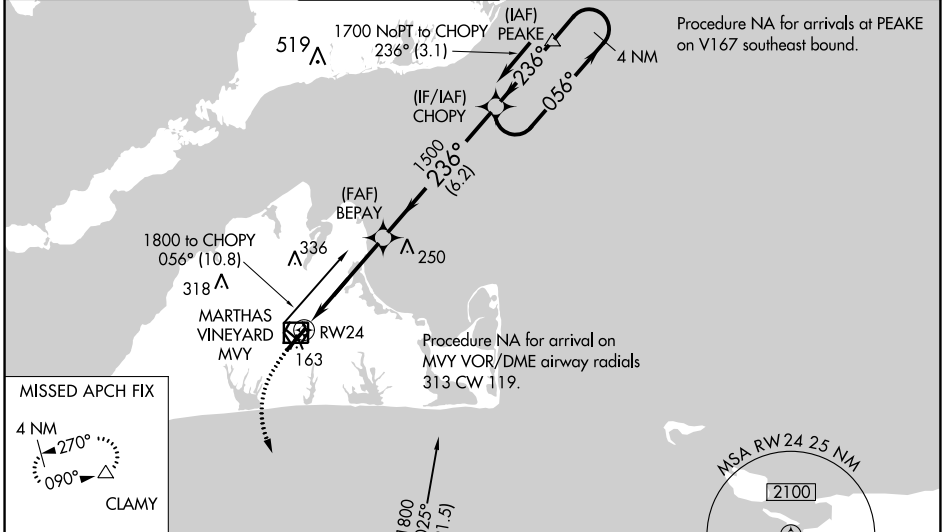 (IAF)
PEAKE
1700 NoPT to CHOPY
236° (3.1)
Procedure NA for arrivals at PEAKE
on V167 southeast bound.
519
4 NM
236°
056°
(IF/IAF)
CHOPY
1500
236°
(6.2)
(FAF)
BEPAY
1800 to CHOPY
056° (10.8)
336
250
318
MARTHAS
VINEYARD
MVY
RW24
163
Procedure NA for arrival on
MVY VOR/DME airway radials
313 CW 119.
MISSED APCH FIX
4 NM
270°
090°
CLAMY
1800
MSA RW24 25 NM
2100